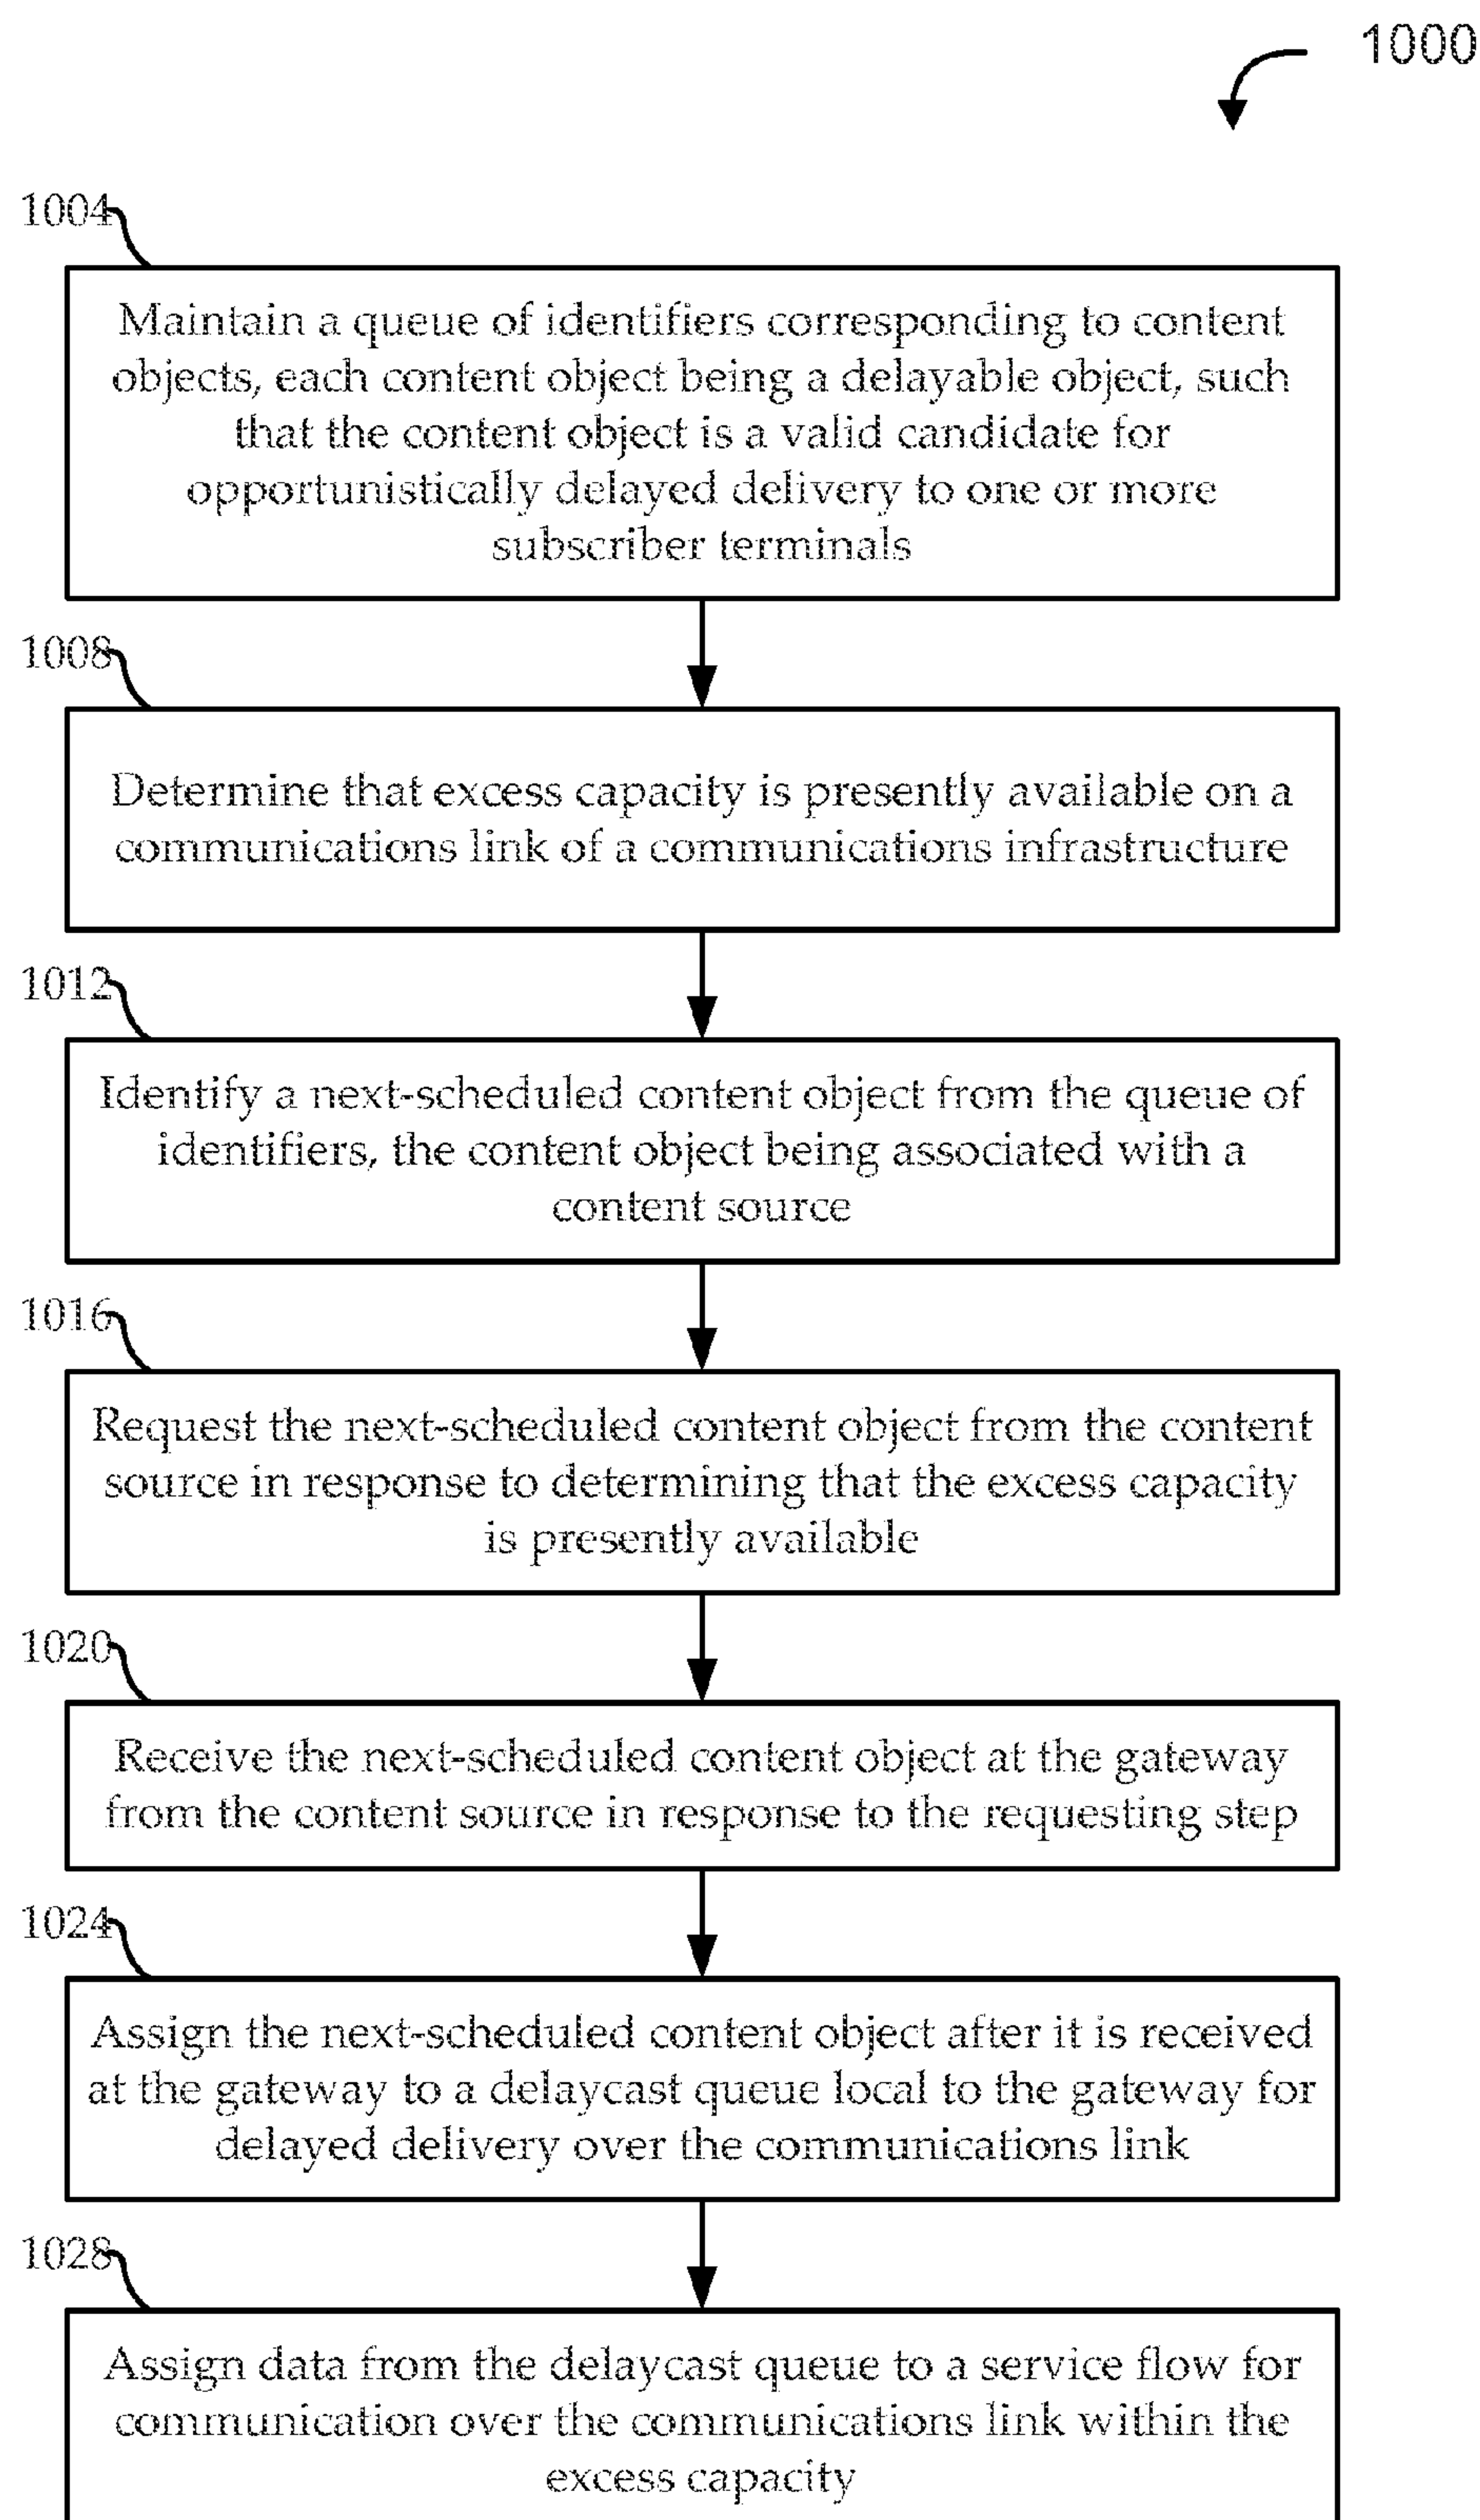 1000
1004
Maintain a queue of identifiers corresponding to content
objects, each content object being a delayable object, such
that the content object is a valid candidate for
opportunistically delayed delivery to one or more
subscriber terminals
1008
Determine that excess capacity is presently available on a
communications link of a communications infrastructure
1012
Identify a next-scheduled content object from the queue of
identifiers, the content object being associated with a
content source
1016
Request the next-scheduled content object from the content
source in response to determining that the excess capacity
is presently available
1020
Receive the next-scheduled content object at the gateway
from the content source in response to the requesting step
1024
Assign the next-scheduled content object after it is received
at the gateway to a delaycast queue local to the gateway for
delayed delivery over the communications link
1028
Assign data from the delaycast queue to a service flow for
communication over the communications link within the
excess capacity